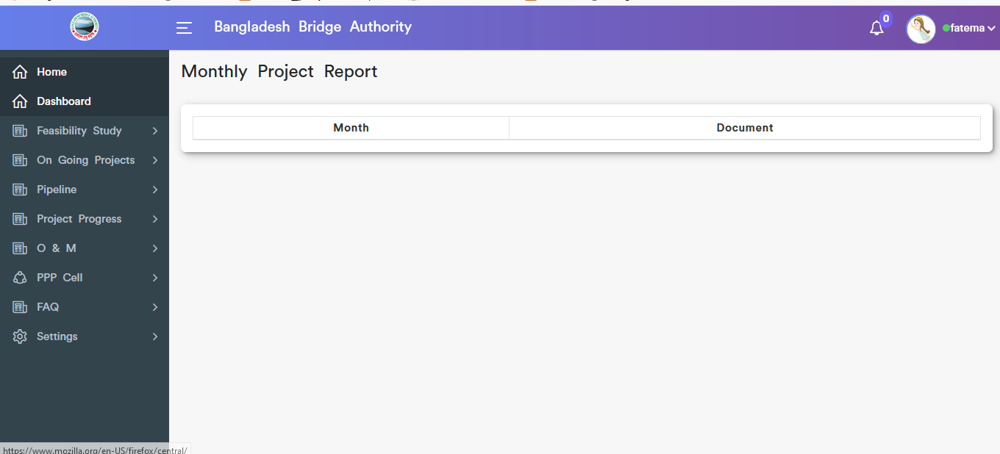 Bangladesh Bridge Authority
0
fatema
Home
Dashboard
Feasibility Study
On Going Projects
Pipeline
Project Progress
O & M
PPP Cell
FAQ
Settings
Monthly Project Report
Month Document
https://www.mozilla.org/en-US/firefox/central/